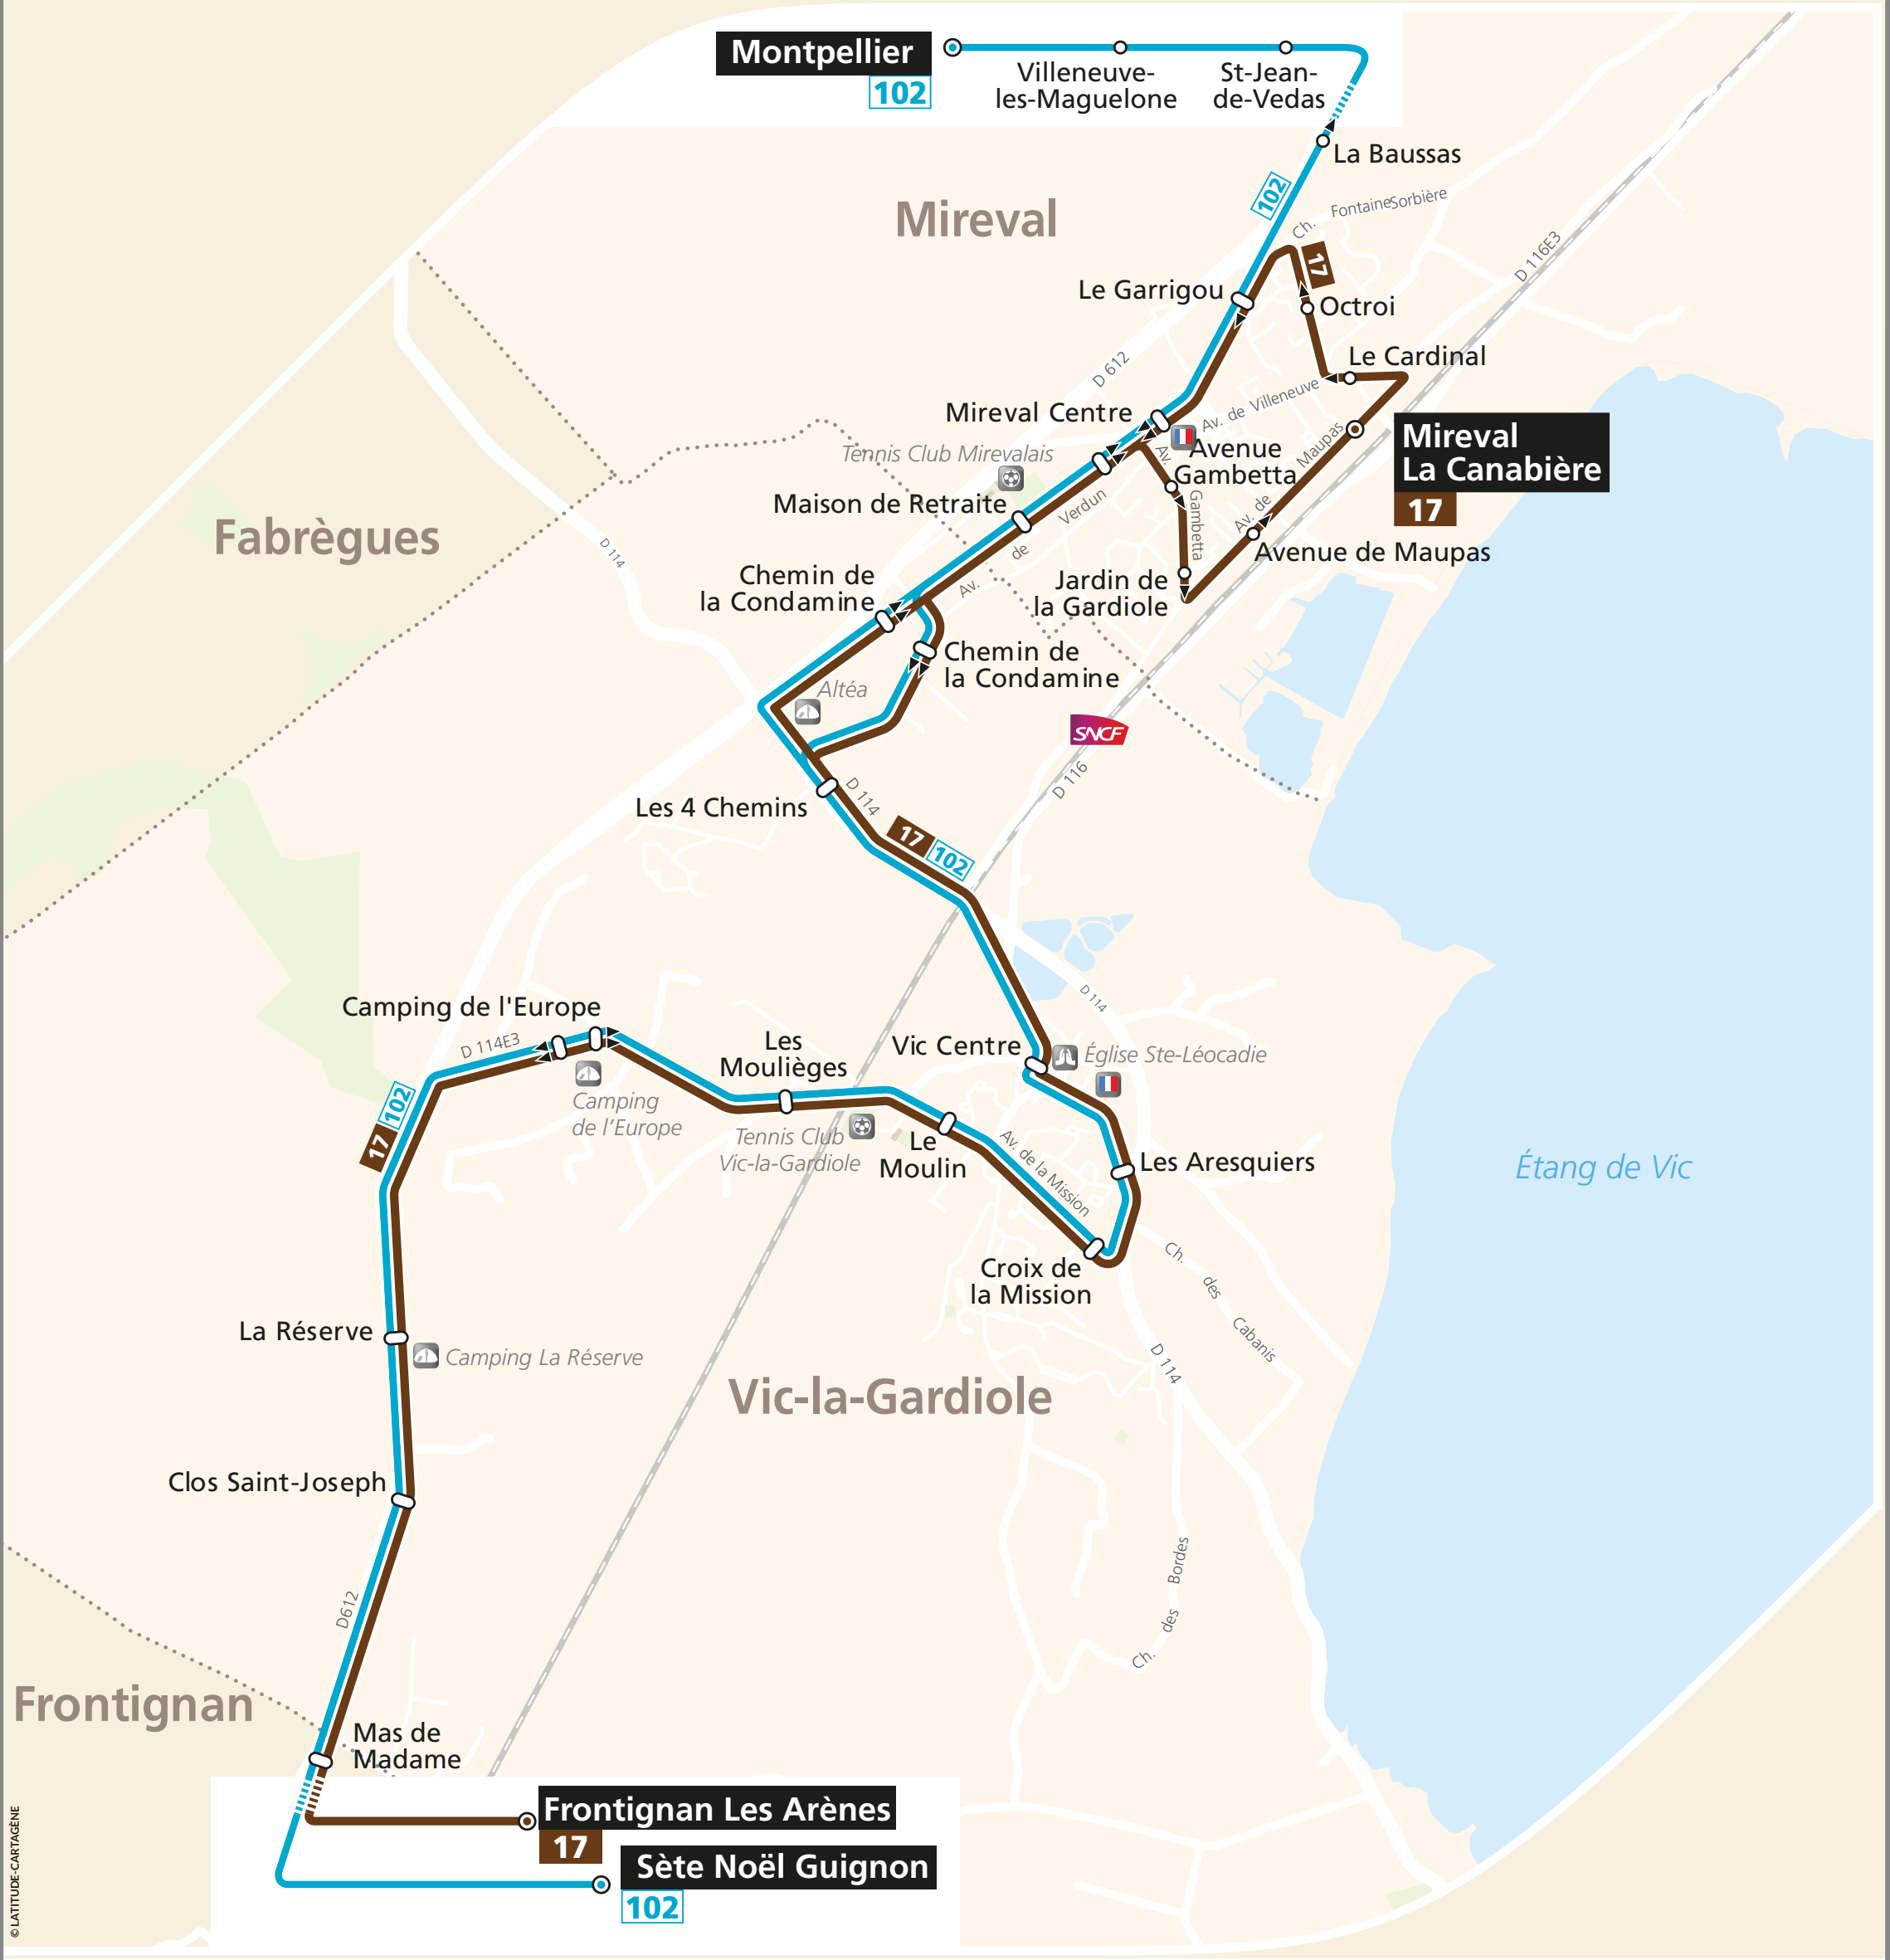 Montpellier
102
Villeneuve-
les-Maguelone
St-Jean-
de-Vedas
La Baussas
102
Mireval
Ch. Fontaine Sorbière
D 116E3
17
Le Garrigou
Octroi
D 612
Le Cardinal
Av. de Villeneuve
Mireval Centre
Mireval
La Canabière
17
Av. de Maupas
Tennis Club Mirevalais
Avenue
Gambetta
Av. Gambetta
Maison de Retraite
Av. de Verdun
Avenue de Maupas
Fabrègues
D 114
Chemin de
la Condamine
Jardin de
la Gardiole
Chemin de
la Condamine
Altéa
SNCF
D 116
Les 4 Chemins
D 114
17 102
Camping de l'Europe
D 114E3
D 114
Les
Moulièges
Vic Centre
Église Ste-Léocadie
Camping
de l'Europe
17 102
Tennis Club
Vic-la-Gardiole
Le
Moulin
Av. de la Mission
Les Aresquiers
Étang de Vic
Croix de
la Mission
Ch. des Cabanis
La Réserve
Camping La Réserve
D 114
Vic-la-Gardiole
Clos Saint-Joseph
D612
Ch. des Bordes
Frontignan
Mas de
Madame
Frontignan Les Arènes
17
Sète Noël Guignon
102
© LATITUDE-CARTAGÈNE